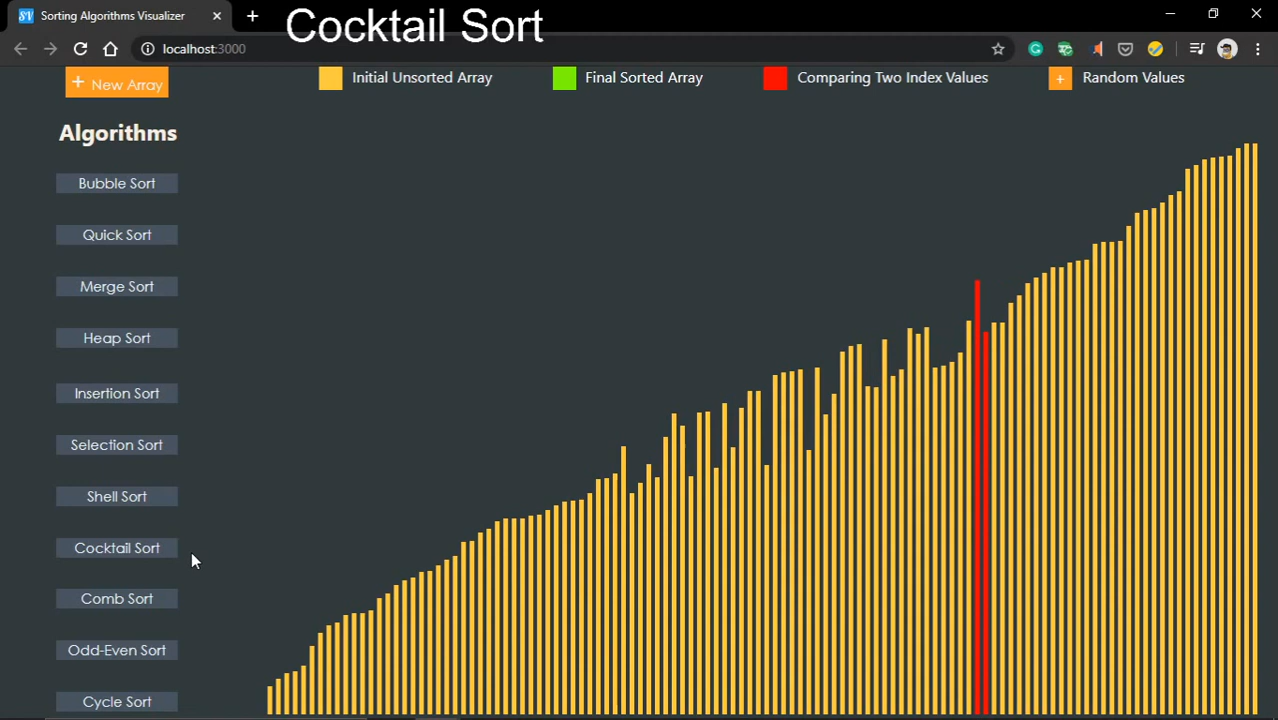 Sorting Algorithms Visualizer
Cocktail Sort
localhost:3000
+ New Array
Initial Unsorted Array
Final Sorted Array
Comparing Two Index Values
+ Random Values
Algorithms
Bubble Sort
Quick Sort
Merge Sort
Heap Sort
Insertion Sort
Selection Sort
Shell Sort
Cocktail Sort
Comb Sort
Odd-Even Sort
Cycle Sort